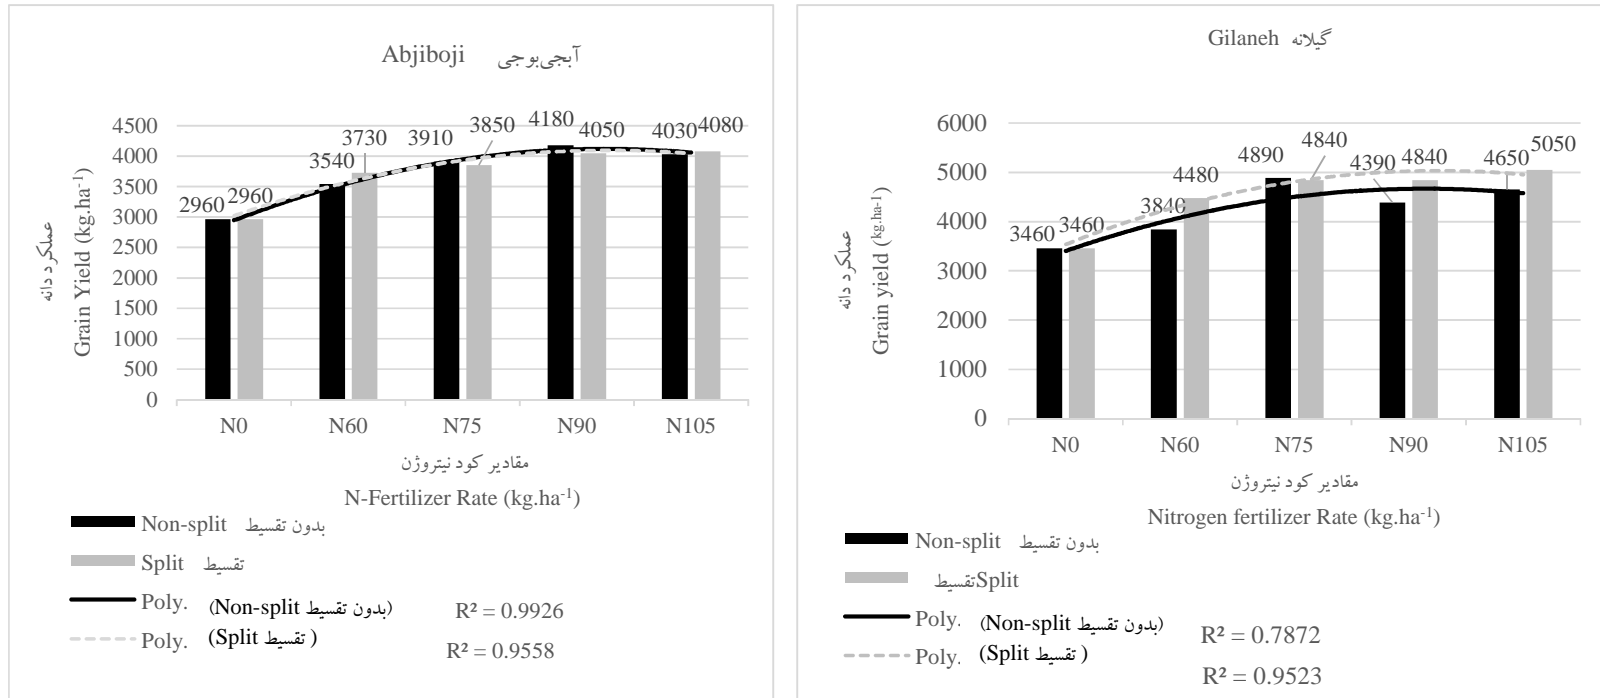 آبجی‌بوجی Abjiboji
4500
4000
3500
3000
2500
2000
1500
1000
500
0
2960
2960
3540
3730
3910
3850
4180
4050
4030
4080
N0
N60
N75
N90
N105
عملکرد دانه
Grain Yield (kg.ha-1)
مقادیر کود نیتروژن
N-Fertilizer Rate (kg.ha-1)
Non-split بدون تقسیط
Split تقسیط
Poly. (Non-split بدون تقسیط)
R² = 0.9926
Poly. (Split تقسیط )
R² = 0.9558
گیلانه Gilaneh
6000
5000
4000
3000
2000
1000
0
3460
3460
3840
4480
4890
4840
4390
4840
4650
5050
N0
N60
N75
N90
N105
عملکرد دانه
Grain yield (kg.ha-1)
مقادیر کود نیتروژن
Nitrogen fertilizer Rate (kg.ha-1)
Non-split بدون تقسیط
Split تقسیط
Poly. (Non-split بدون تقسیط)
R² = 0.7872
Poly. (Split تقسیط )
R² = 0.9523